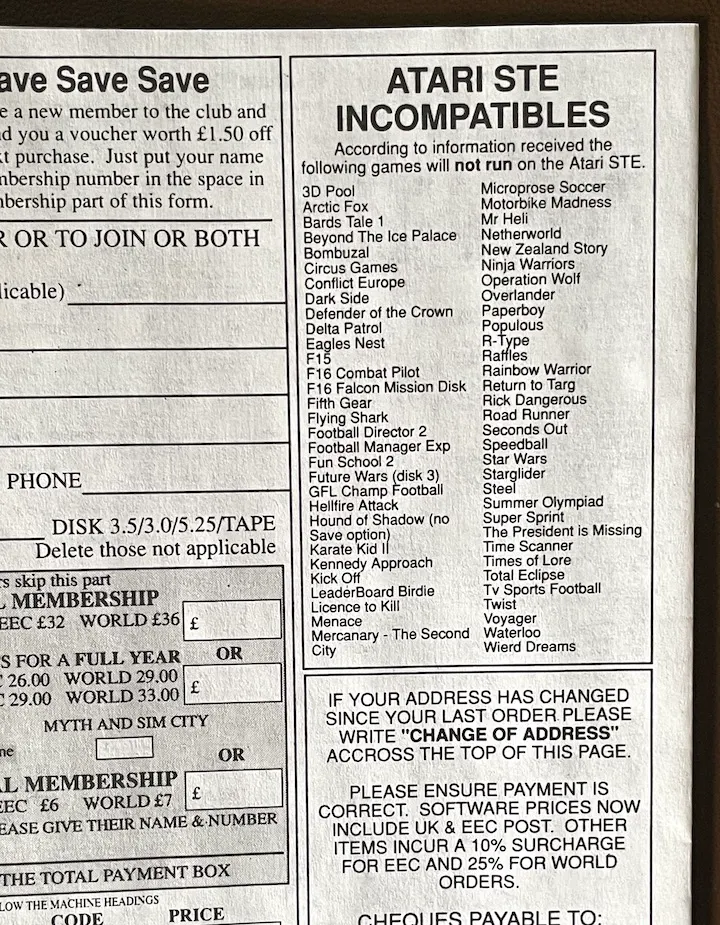 ave Save Save
e a new member to the club and
d you a voucher worth £1.50 off
t purchase. Just put your name
mbership number in the space in
bership part of this form.
R OR TO JOIN OR BOTH
licable)
PHONE
DISK 3.5/3.0/5.25/TAPE
Delete those not applicable
rs skip this part
L MEMBERSHIP
EEC £32 WORLD £36 £
S FOR A FULL YEAR OR
C 26.00 WORLD 29.00
C 29.00 WORLD 33.00 £
MYTH AND SIM CITY
me
OR
AL MEMBERSHIP
EEC £6 WORLD £7 £
EASE GIVE THEIR NAME & NUMBER
THE TOTAL PAYMENT BOX
LOW THE MACHINE HEADINGS
CODE PRICE
ATARI STE
INCOMPATIBLES
According to information received the
following games will not run on the Atari STE.
3D Pool
Arctic Fox
Bards Tale 1
Beyond The Ice Palace
Bombuzal
Circus Games
Conflict Europe
Dark Side
Defender of the Crown
Delta Patrol
Eagles Nest
F15
F16 Combat Pilot
F16 Falcon Mission Disk
Fifth Gear
Flying Shark
Football Director 2
Football Manager Exp
Fun School 2
Future Wars (disk 3)
GFL Champ Football
Hellfire Attack
Hound of Shadow (no
Save option)
Karate Kid II
Kennedy Approach
Kick Off
LeaderBoard Birdie
Licence to Kill
Menace
Mercanary - The Second
City
Microprose Soccer
Motorbike Madness
Mr Heli
Netherworld
New Zealand Story
Ninja Warriors
Operation Wolf
Overlander
Paperboy
Populous
R-Type
Raffles
Rainbow Warrior
Return to Targ
Rick Dangerous
Road Runner
Seconds Out
Speedball
Star Wars
Starglider
Steel
Summer Olympiad
Super Sprint
The President is Missing
Time Scanner
Times of Lore
Total Eclipse
Tv Sports Football
Twist
Voyager
Waterloo
Wierd Dreams
IF YOUR ADDRESS HAS CHANGED
SINCE YOUR LAST ORDER PLEASE
WRITE "CHANGE OF ADDRESS"
ACCROSS THE TOP OF THIS PAGE.
PLEASE ENSURE PAYMENT IS
CORRECT. SOFTWARE PRICES NOW
INCLUDE UK & EEC POST. OTHER
ITEMS INCUR A 10% SURCHARGE
FOR EEC AND 25% FOR WORLD
ORDERS.
CHEQUES PAYABLE TO: